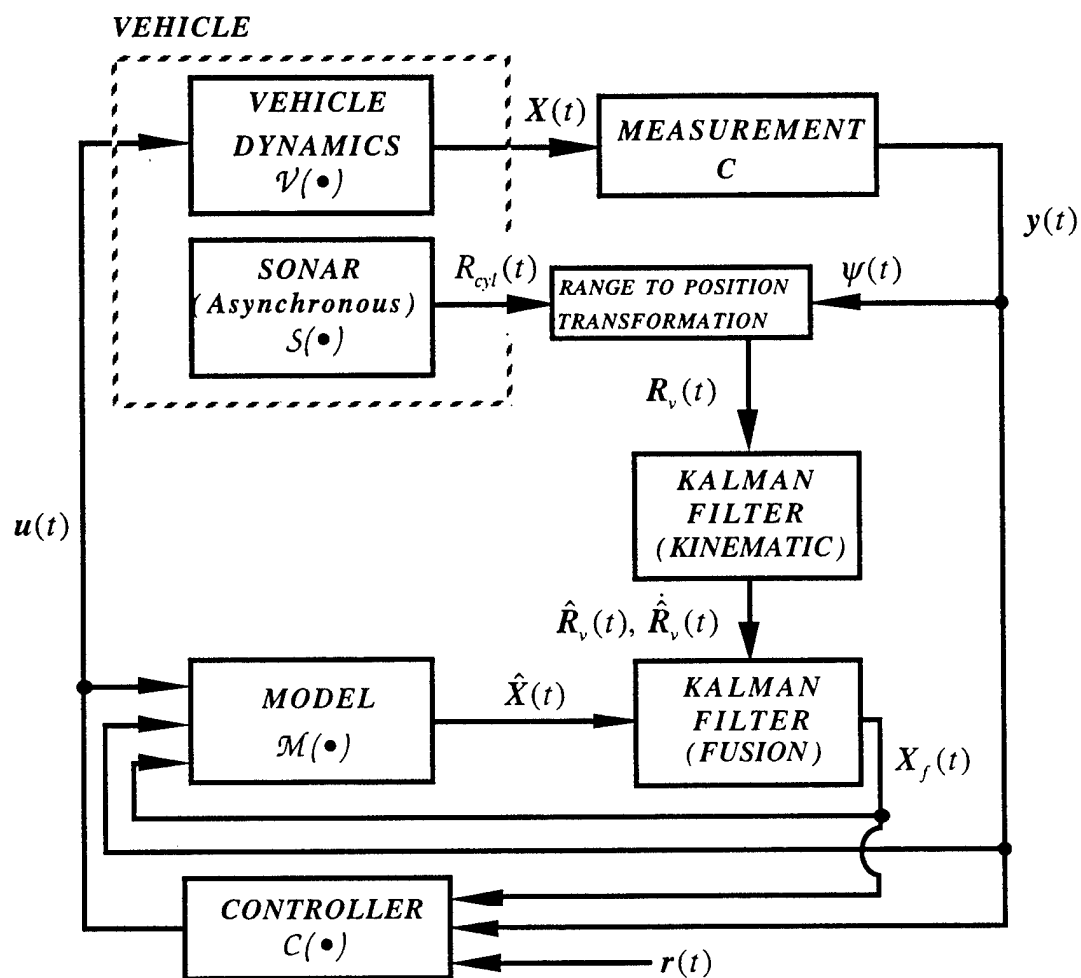 VEHICLE
VEHICLE
DYNAMICS
𝒱(•)
X(t)
MEASUREMENT
C
y(t)
SONAR
(Asynchronous)
𝒮(•)
R_cyl(t)
RANGE TO POSITION
TRANSFORMATION
ψ(t)
R_v(t)
KALMAN
FILTER
(KINEMATIC)
u(t)
R̂_v(t), Ṙ̂_v(t)
MODEL
ℳ(•)
X̂(t)
KALMAN
FILTER
(FUSION)
X_f(t)
CONTROLLER
C(•)
r(t)